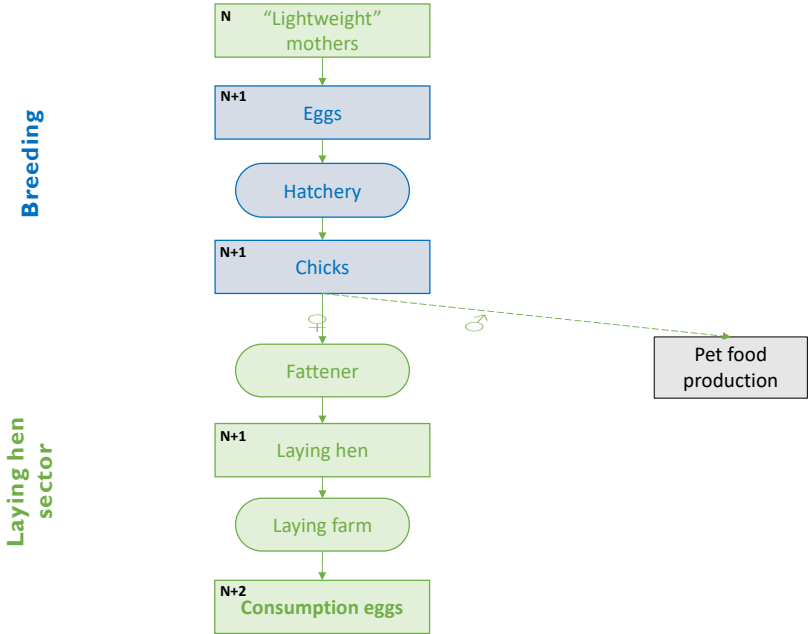 N
“Lightweight”
mothers
Breeding
N+1
Eggs
Hatchery
N+1
Chicks
♀
♂
Pet food
production
Fattener
Laying hen
sector
N+1
Laying hen
Laying farm
N+2
Consumption eggs